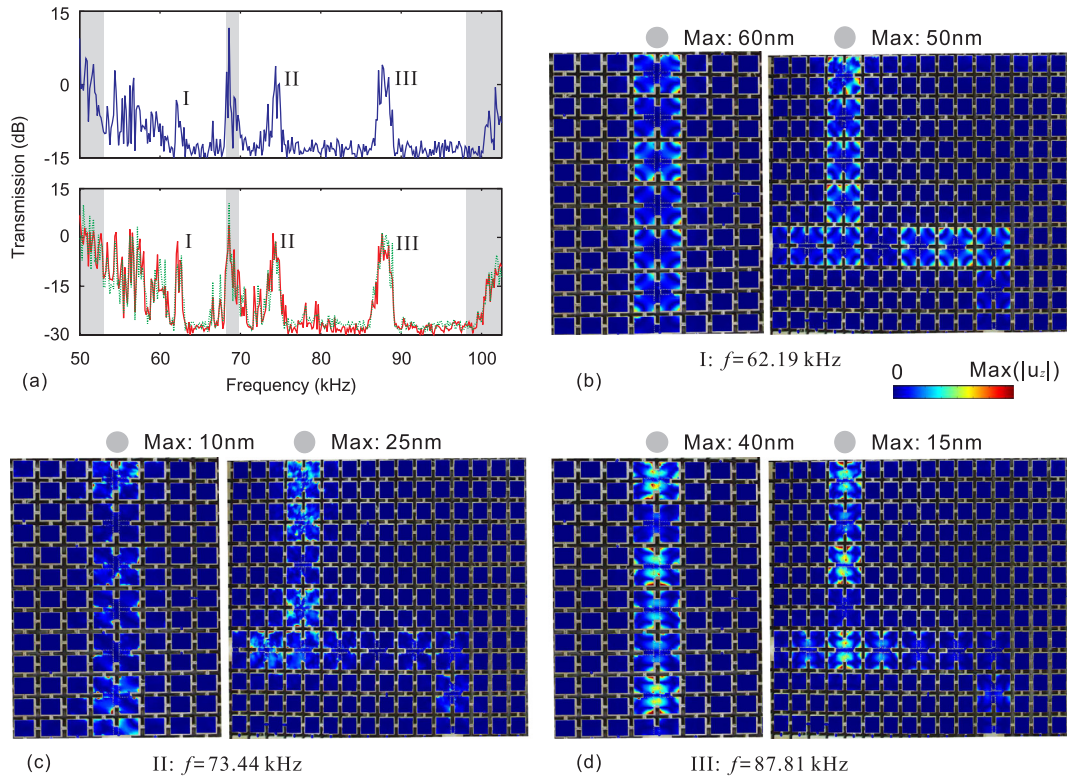 15
0
-15
I
II
III
15
0
-15
-30
I
II
III
50
60
70
80
90
100
Transmission (dB)
Frequency (kHz)
(a)
Max: 60nm
Max: 50nm
(b)
I: f=62.19 kHz
0
Max(|uz|)
Max: 10nm
Max: 25nm
(c)
II: f=73.44 kHz
Max: 40nm
Max: 15nm
(d)
III: f=87.81 kHz